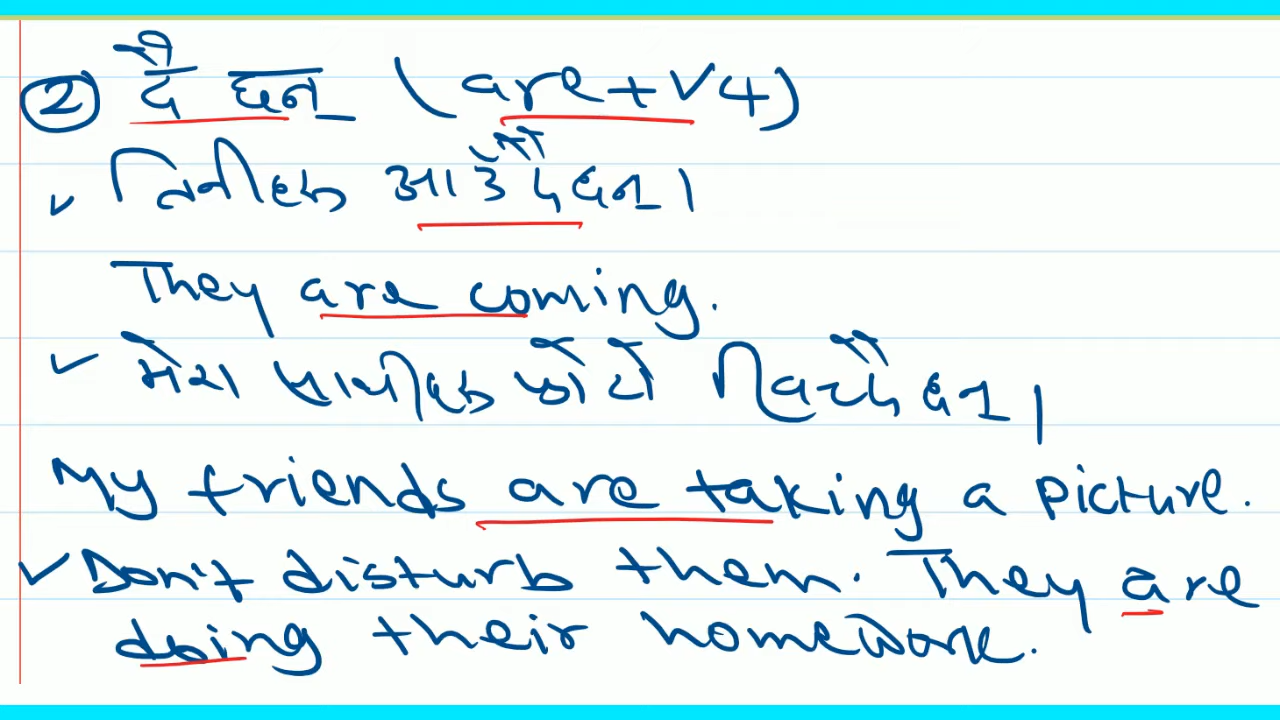 ② दै छन् (are + V4)
तिनीहरू आउँदैछन् ।
They are coming.
मेरा साथीहरू फोटो खिच्दैछन् ।
My friends are taking a picture.
Don't disturb them. They are
doing their homework.